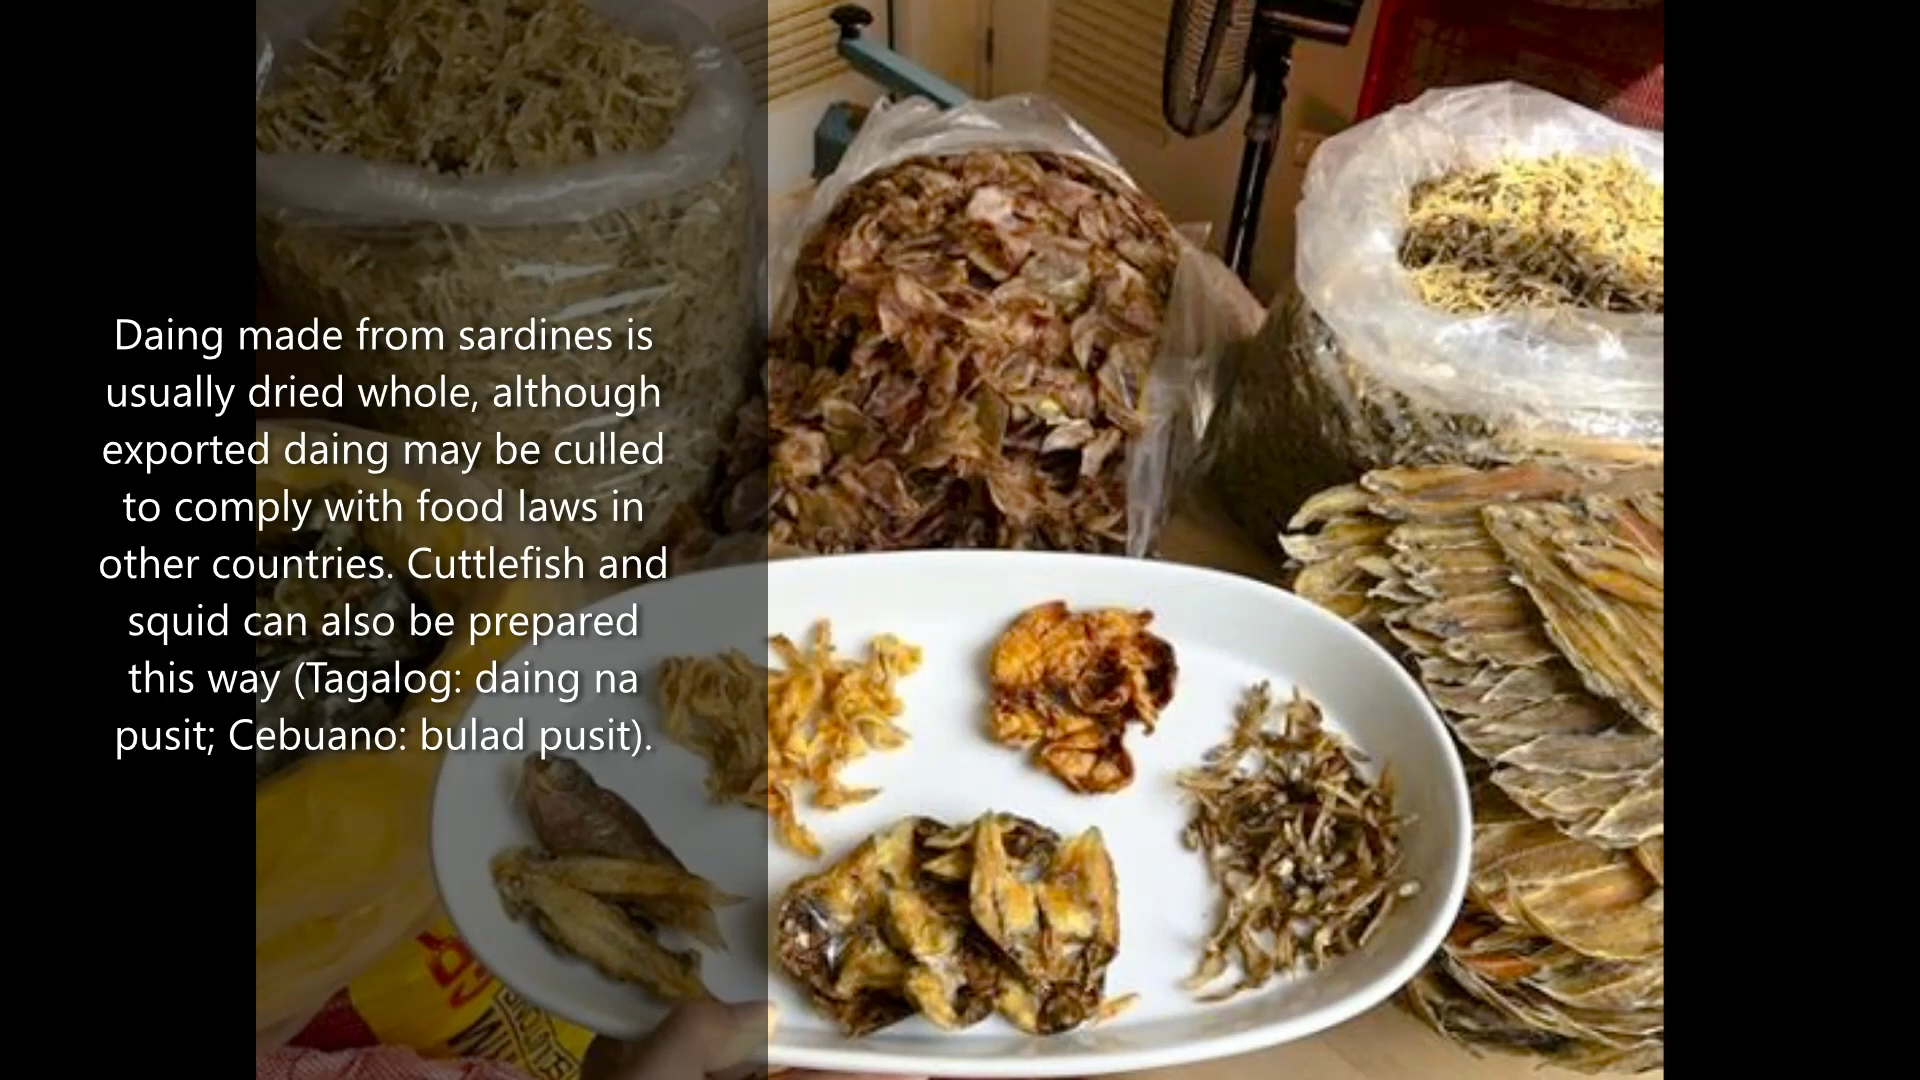 Daing made from sardines is
usually dried whole, although
exported daing may be culled
to comply with food laws in
other countries. Cuttlefish and
squid can also be prepared
this way (Tagalog: daing na
pusit; Cebuano: bulad pusit).